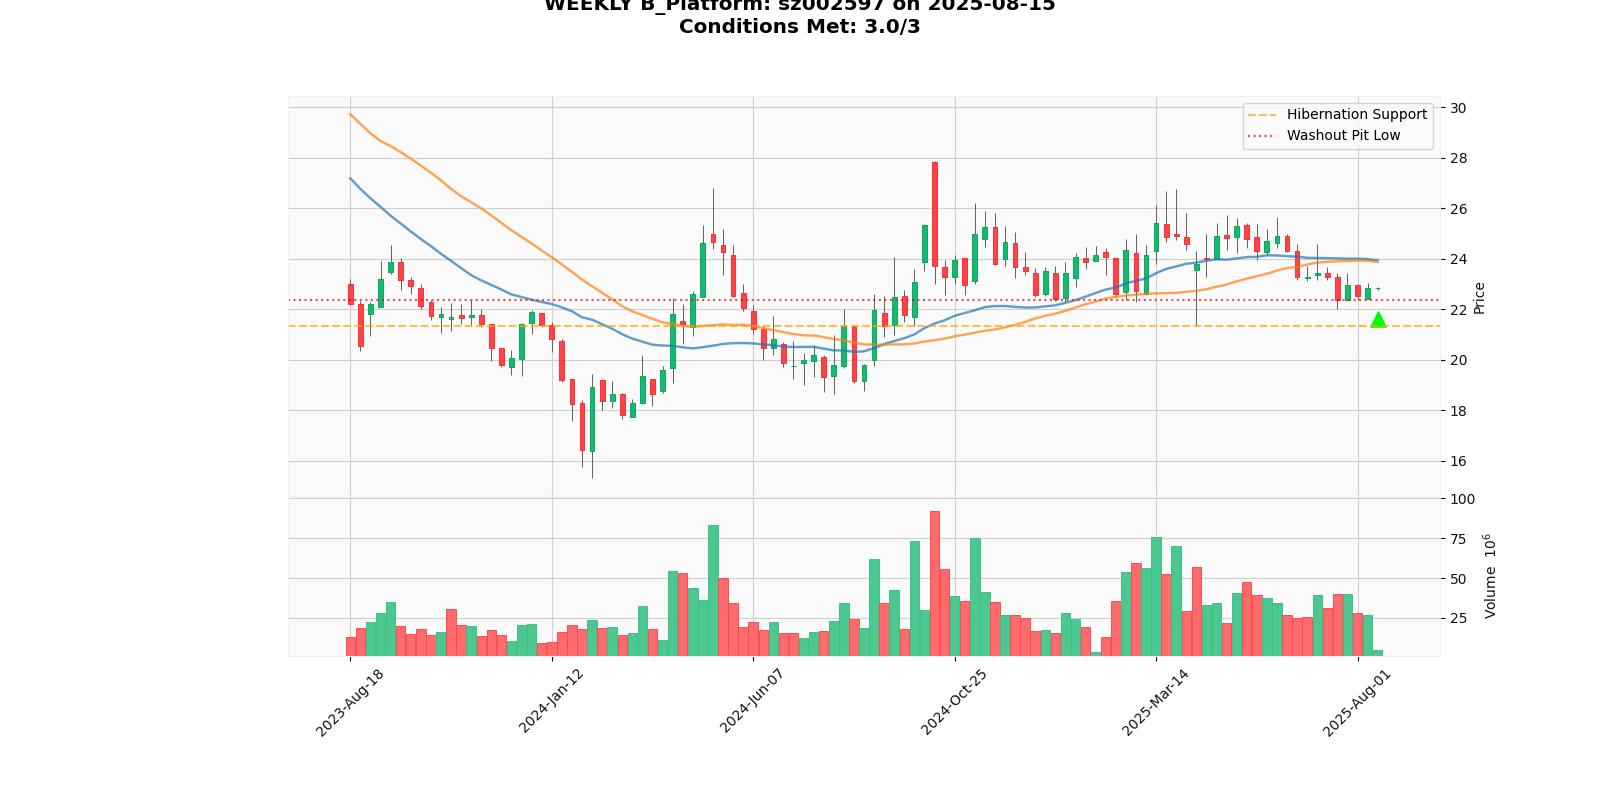 WEEKLY B_Platform: sz002597 on 2025-08-15
Conditions Met: 3.0/3
Hibernation Support
Washout Pit Low
30
28
26
24
22
20
18
16
Price
100
75
50
25
Volume 10⁶
2023-Aug-18
2024-Jan-12
2024-Jun-07
2024-Oct-25
2025-Mar-14
2025-Aug-01